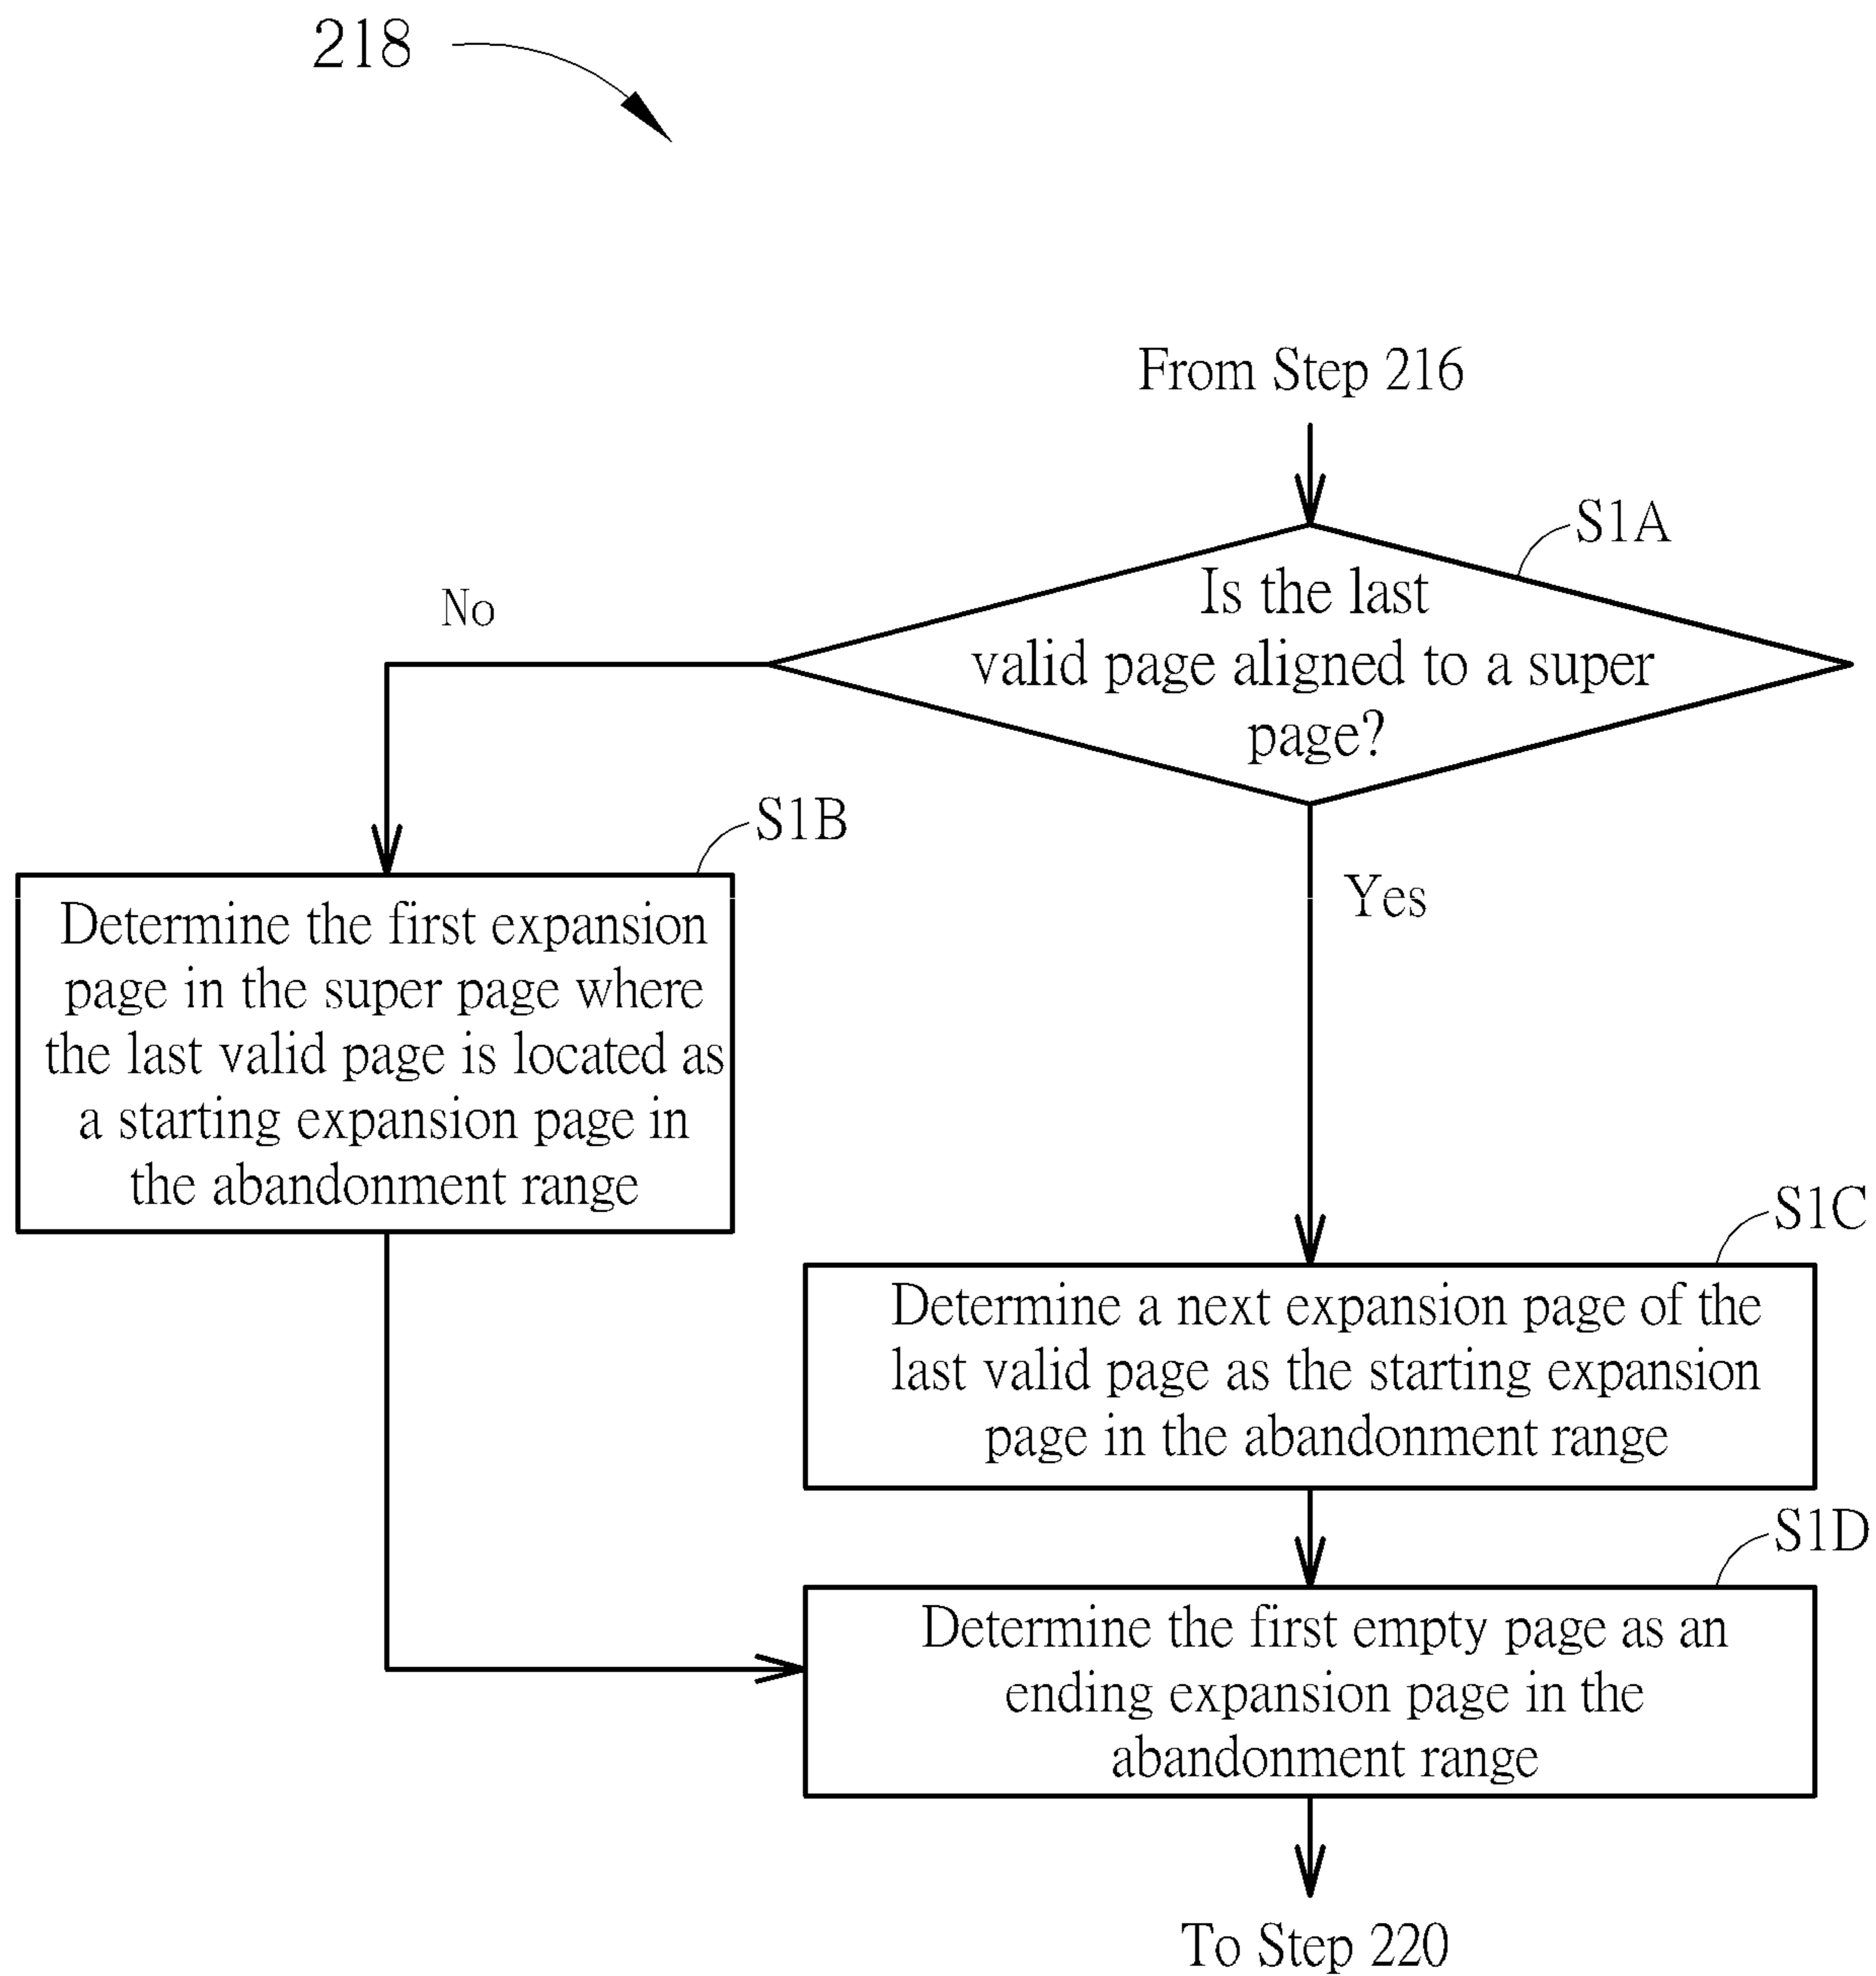 218
From Step 216
S1A
Is the last
valid page aligned to a super
page?
No
Yes
S1B
Determine the first expansion
page in the super page where
the last valid page is located as
a starting expansion page in
the abandonment range
S1C
Determine a next expansion page of the
last valid page as the starting expansion
page in the abandonment range
S1D
Determine the first empty page as an
ending expansion page in the
abandonment range
To Step 220